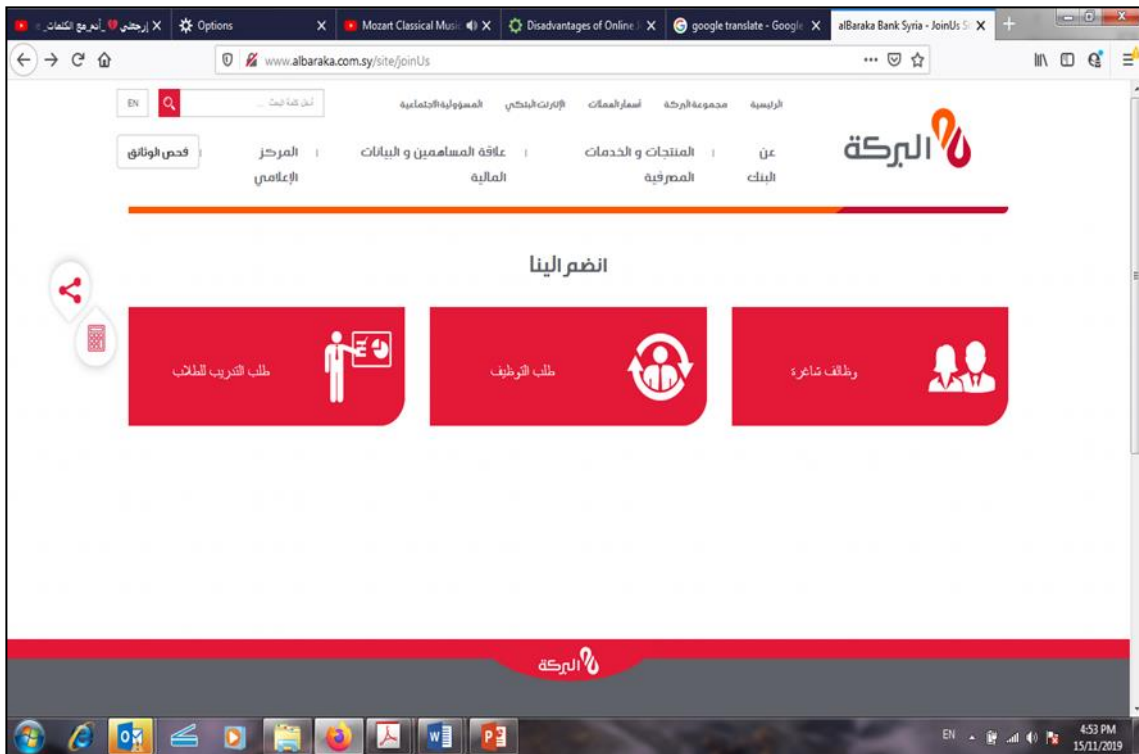 إرجعني
Options
Mozart Classical Music
Disadvantages of Online
google translate - Google
alBaraka Bank Syria - JoinUs
www.albaraka.com.sy/site/joinUs
الرئيسية
مجموعة البركة
أسعار العملات
الإنترنت البنكي
المسؤولية الاجتماعية
EN
البركة
عن البنك
المنتجات و الخدمات المصرفية
علاقة المساهمين و البيانات المالية
المركز الإعلامي
فحص الوثائق
انضم الينا
وظائف شاغرة
طلب التوظيف
طلب التدريب للطلاب
البركة
EN
4:53 PM
15/11/2019